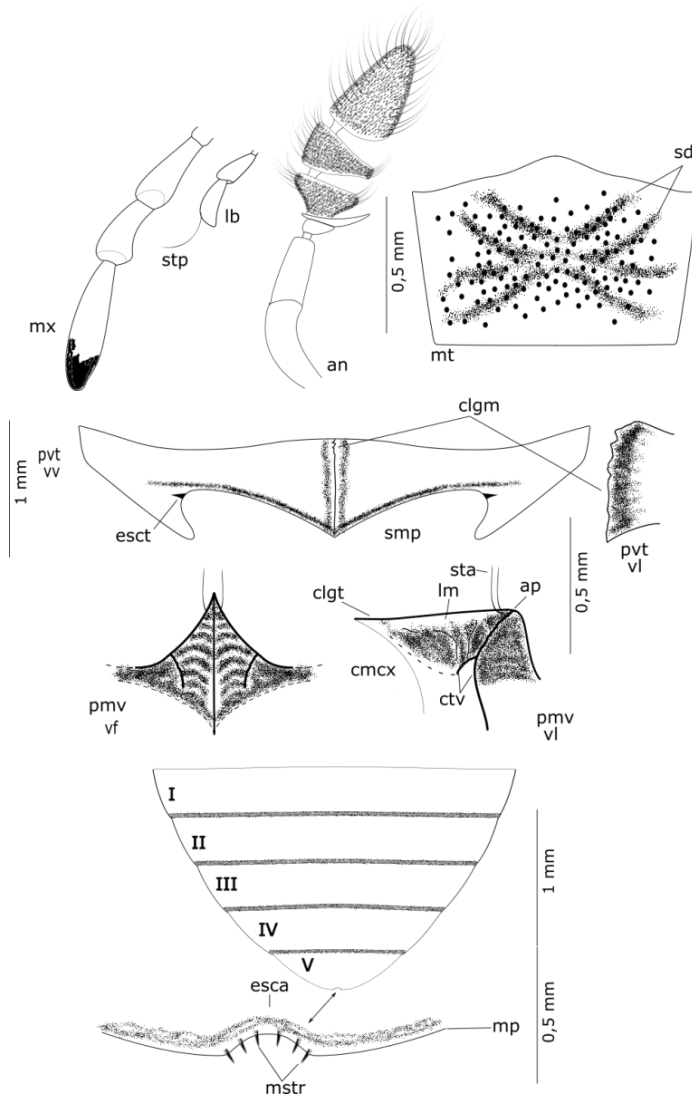 sd
lb
stp
0,5 mm
mx
an
mt
clgm
1 mm
pvt
vv
esct
smp
pvt
vl
0,5 mm
sta
ap
clgt
lm
cmcx
ctv
pmv
vf
pmv
vl
I
II
III
IV
V
1 mm
esca
0,5 mm
mp
mstr